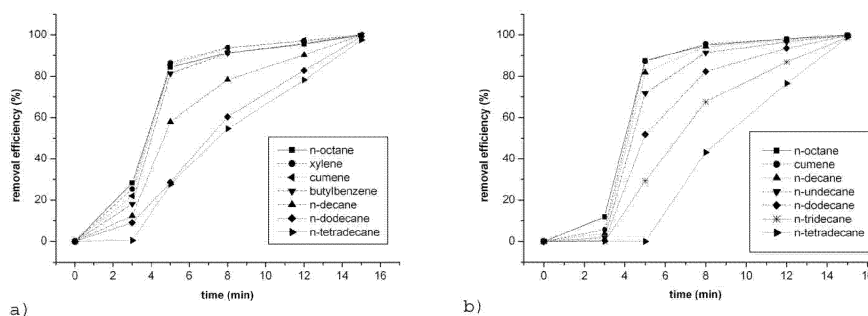 100
80
60
40
20
0
removal efficiency (%)
n-octane
xylene
cumene
butylbenzene
n-decane
n-dodecane
n-tetradecane
0 2 4 6 8 10 12 14 16
time (min)
a)
100
80
60
40
20
0
removal efficiency (%)
n-octane
cumene
n-decane
n-undecane
n-dodecane
n-tridecane
n-tetradecane
0 2 4 6 8 10 12 14
time (min)
b)